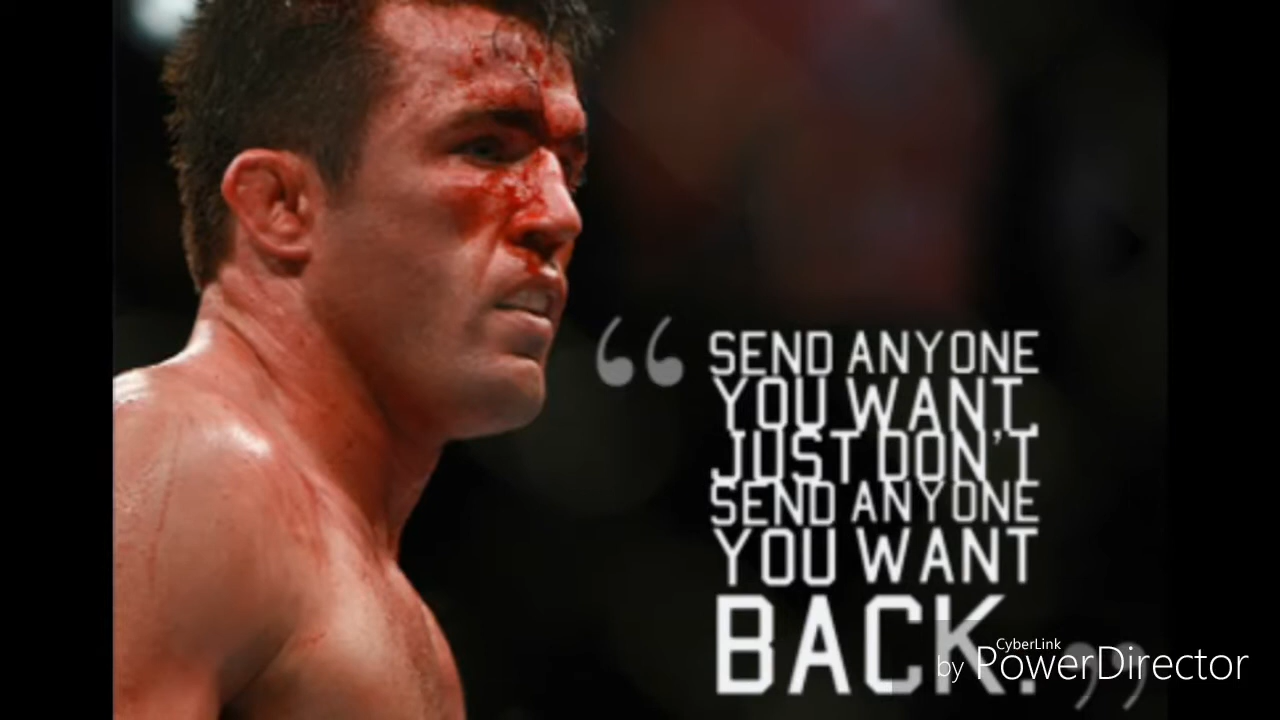 “
SEND ANYONE
YOU WANT,
JUST DON'T
SEND ANYONE
YOU WANT
BACK.
”
CyberLink
by PowerDirector